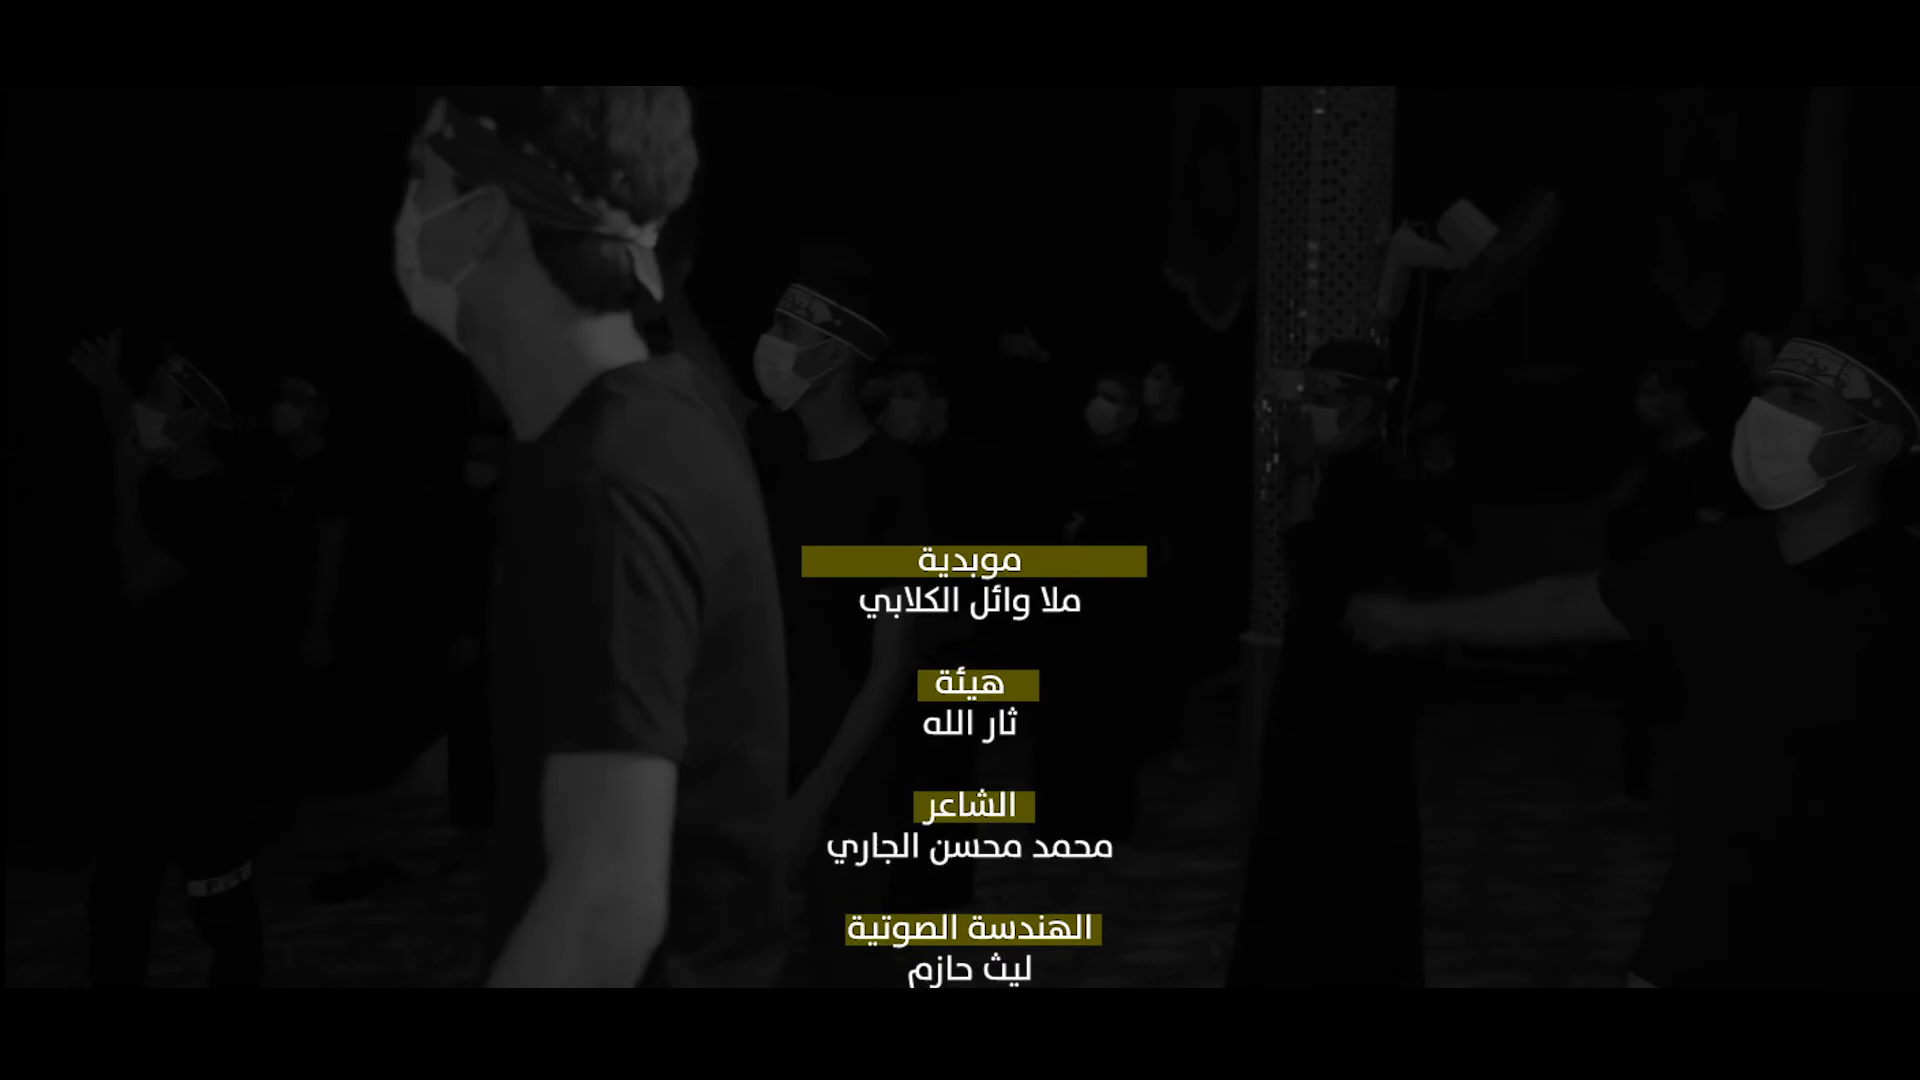 موبدية
ملا وائل الكلابي
هيئة
ثار الله
الشاعر
محمد محسن الجاري
الهندسة الصوتية
ليث حازم